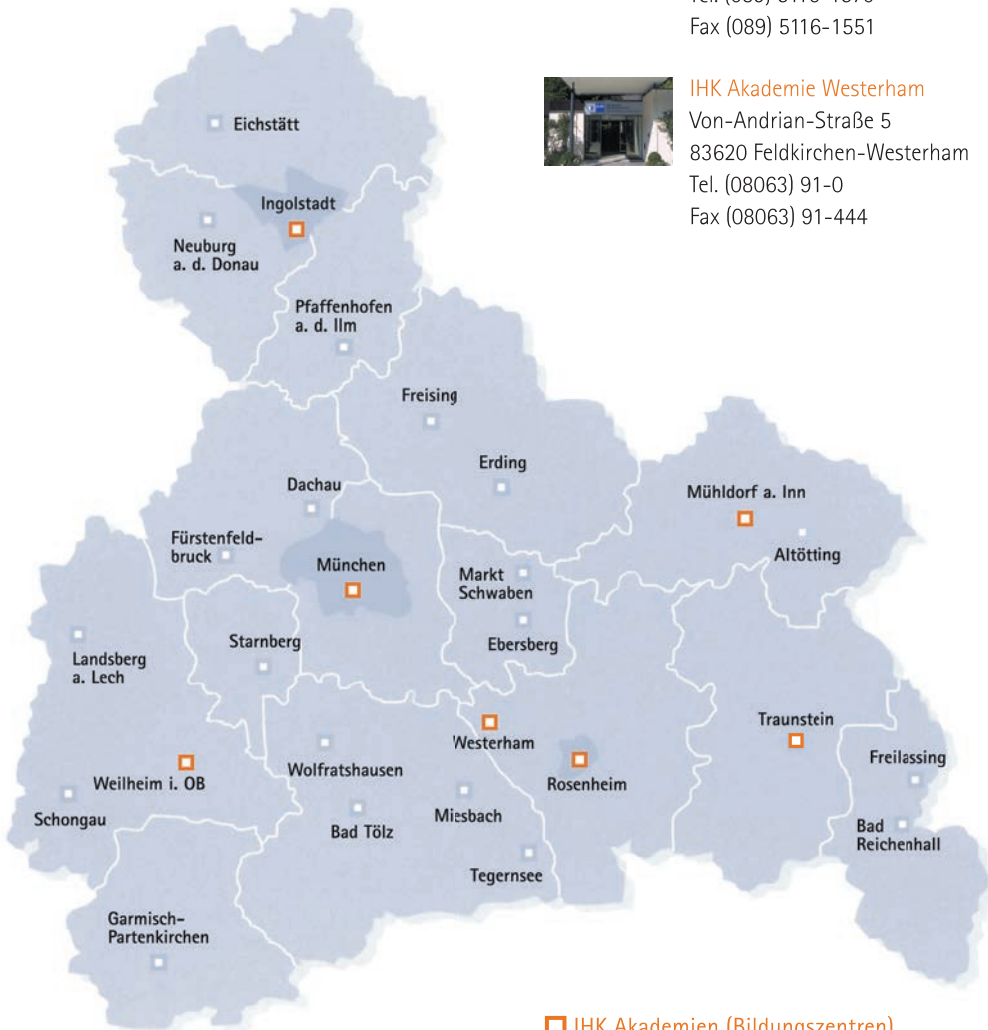 Fax (089) 5116-1551
IHK Akademie Westerham
Von-Andrian-Straße 5
83620 Feldkirchen-Westerham
Tel. (08063) 91-0
Fax (08063) 91-444
Eichstätt
Ingolstadt
Neuburg
a. d. Donau
Pfaffenhofen
a. d. Ilm
Freising
Erding
Dachau
Mühldorf a. Inn
Fürstenfeld-
bruck
München
Altötting
Markt
Schwaben
Starnberg
Ebersberg
Landsberg
a. Lech
Traunstein
Westerham
Freilassing
Wolfratshausen
Weilheim i. OB
Rosenheim
Schongau
Miesbach
Bad Tölz
Bad
Reichenhall
Tegernsee
Garmisch-
Partenkirchen
IHK Akademien (Bildungszentren)